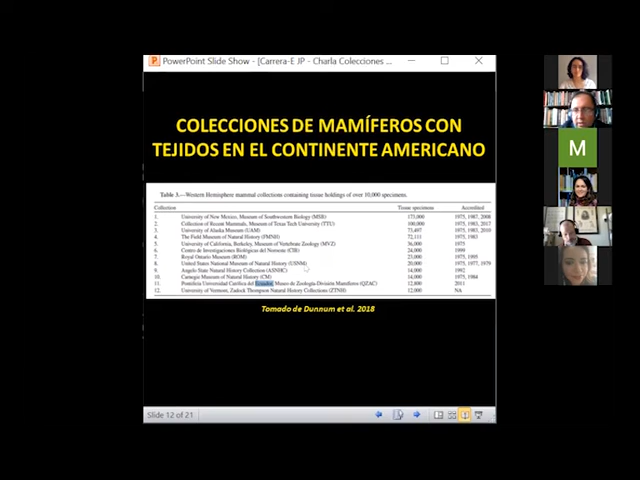 PowerPoint Slide Show - [Carrera-E JP - Charla Colecciones ...
COLECCIONES DE MAMÍFEROS CON
TEJIDOS EN EL CONTINENTE AMERICANO
Table 3.—Western Hemisphere mammal collections containing tissue holdings of over 10,000 specimens.
Collection Tissue specimens Accredited
1. University of New Mexico, Museum of Southwestern Biology (MSB) 173,000 1975, 1987, 2008
2. Collection of Recent Mammals, Museum of Texas Tech University (TTU) 100,000 1975, 1983, 2017
3. University of Alaska Museum (UAM) 73,497 1975, 1983, 2010
4. The Field Museum of Natural History (FMNH) 72,111 1975, 1983
5. University of California, Berkeley, Museum of Vertebrate Zoology (MVZ) 36,000 1975
6. Centro de Investigaciones Biológicas del Noroeste (CIB) 24,000 1999
7. Royal Ontario Museum (ROM) 23,000 1975, 1995
8. United States National Museum of Natural History (USNM) 20,000 1975, 1977, 1979
9. Angelo State Natural History Collection (ASNHC) 14,000 1992
10. Carnegie Museum of Natural History (CM) 14,000 1975, 1984
11. Pontificia Universidad Católica del Ecuador, Museo de Zoología-División Mamíferos (QZAC) 12,800 2011
12. University of Vermont, Zadock Thompson Natural History Collections (ZTNH) 12,000 NA
Tomado de Dunnum et al. 2018
Slide 12 of 21
M